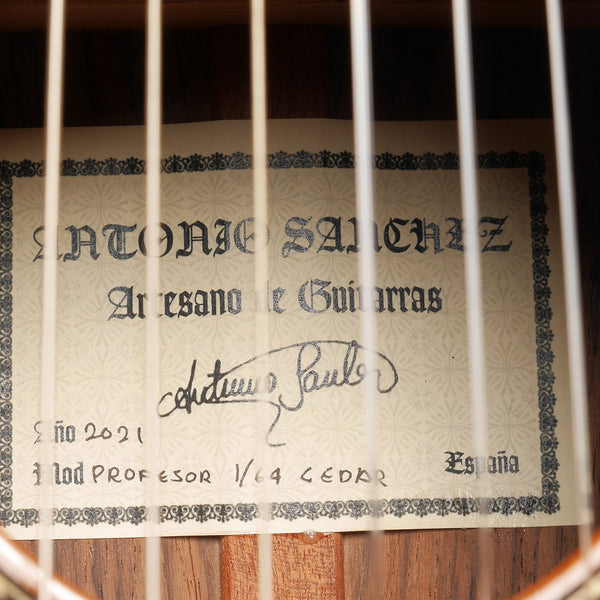 ANTONIO SANCHEZ
Artesano de Guitarras
Antonio Sanchez
Año 2021
Mod PROFESOR 1/64 CEDAR
España